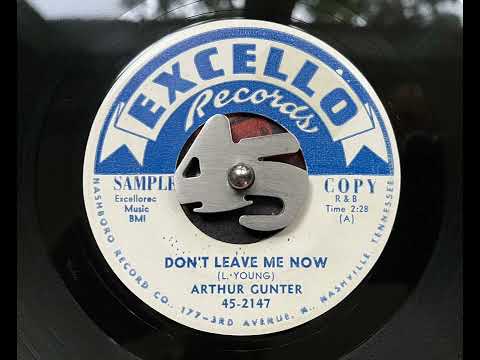 EXCELLO
Records
SAMPLE COPY
Excellorec
Music
BMI
R & B
Time 2:28
(A)
45
DON'T LEAVE ME NOW
(L. YOUNG)
ARTHUR GUNTER
45-2147
NASHBORO RECORD CO., 177-3RD AVENUE, N., NASHVILLE, TENNESSEE